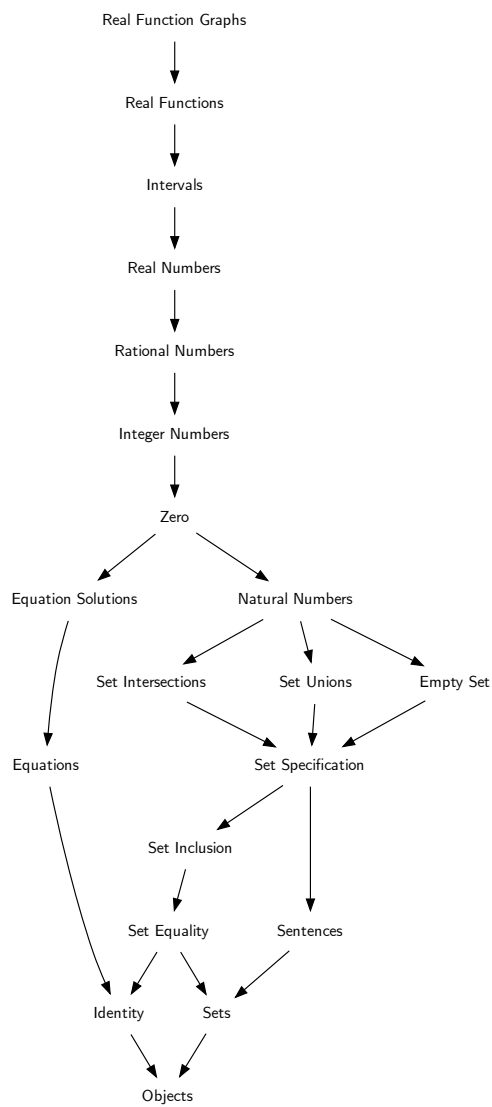 Real Function Graphs
Real Functions
Intervals
Real Numbers
Rational Numbers
Integer Numbers
Zero
Equation Solutions
Natural Numbers
Set Intersections
Set Unions
Empty Set
Equations
Set Specification
Set Inclusion
Set Equality
Sentences
Identity
Sets
Objects